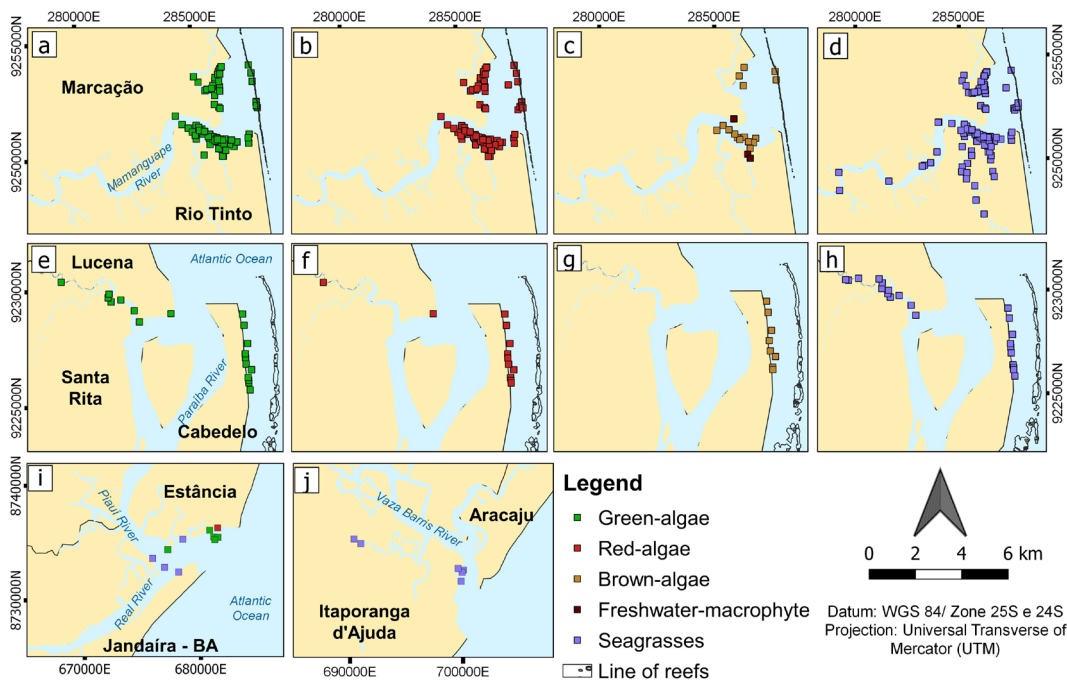 280000E 285000E 280000E 285000E 280000E 285000E 280000E 285000E
9255000N
9250000N
a
Marcação
Mamanguape
River
Rio Tinto
b
c
d
9255000N
9250000N
9230000N
9225000N
e
Lucena
Atlantic Ocean
Santa
Rita
Paraíba River
Cabedelo
f
g
h
9230000N
9225000N
8740000N
8730000N
i
Estância
Piauí River
Real River
Atlantic
Ocean
Jandaíra - BA
670000E 680000E
j
Vaza Barris River
Aracaju
Itaporanga
d'Ajuda
690000E 700000E
Legend
Green-algae
Red-algae
Brown-algae
Freshwater-macrophyte
Seagrasses
Line of reefs
0 2 4 6 km
Datum: WGS 84/ Zone 25S e 24S
Projection: Universal Transverse of
Mercator (UTM)